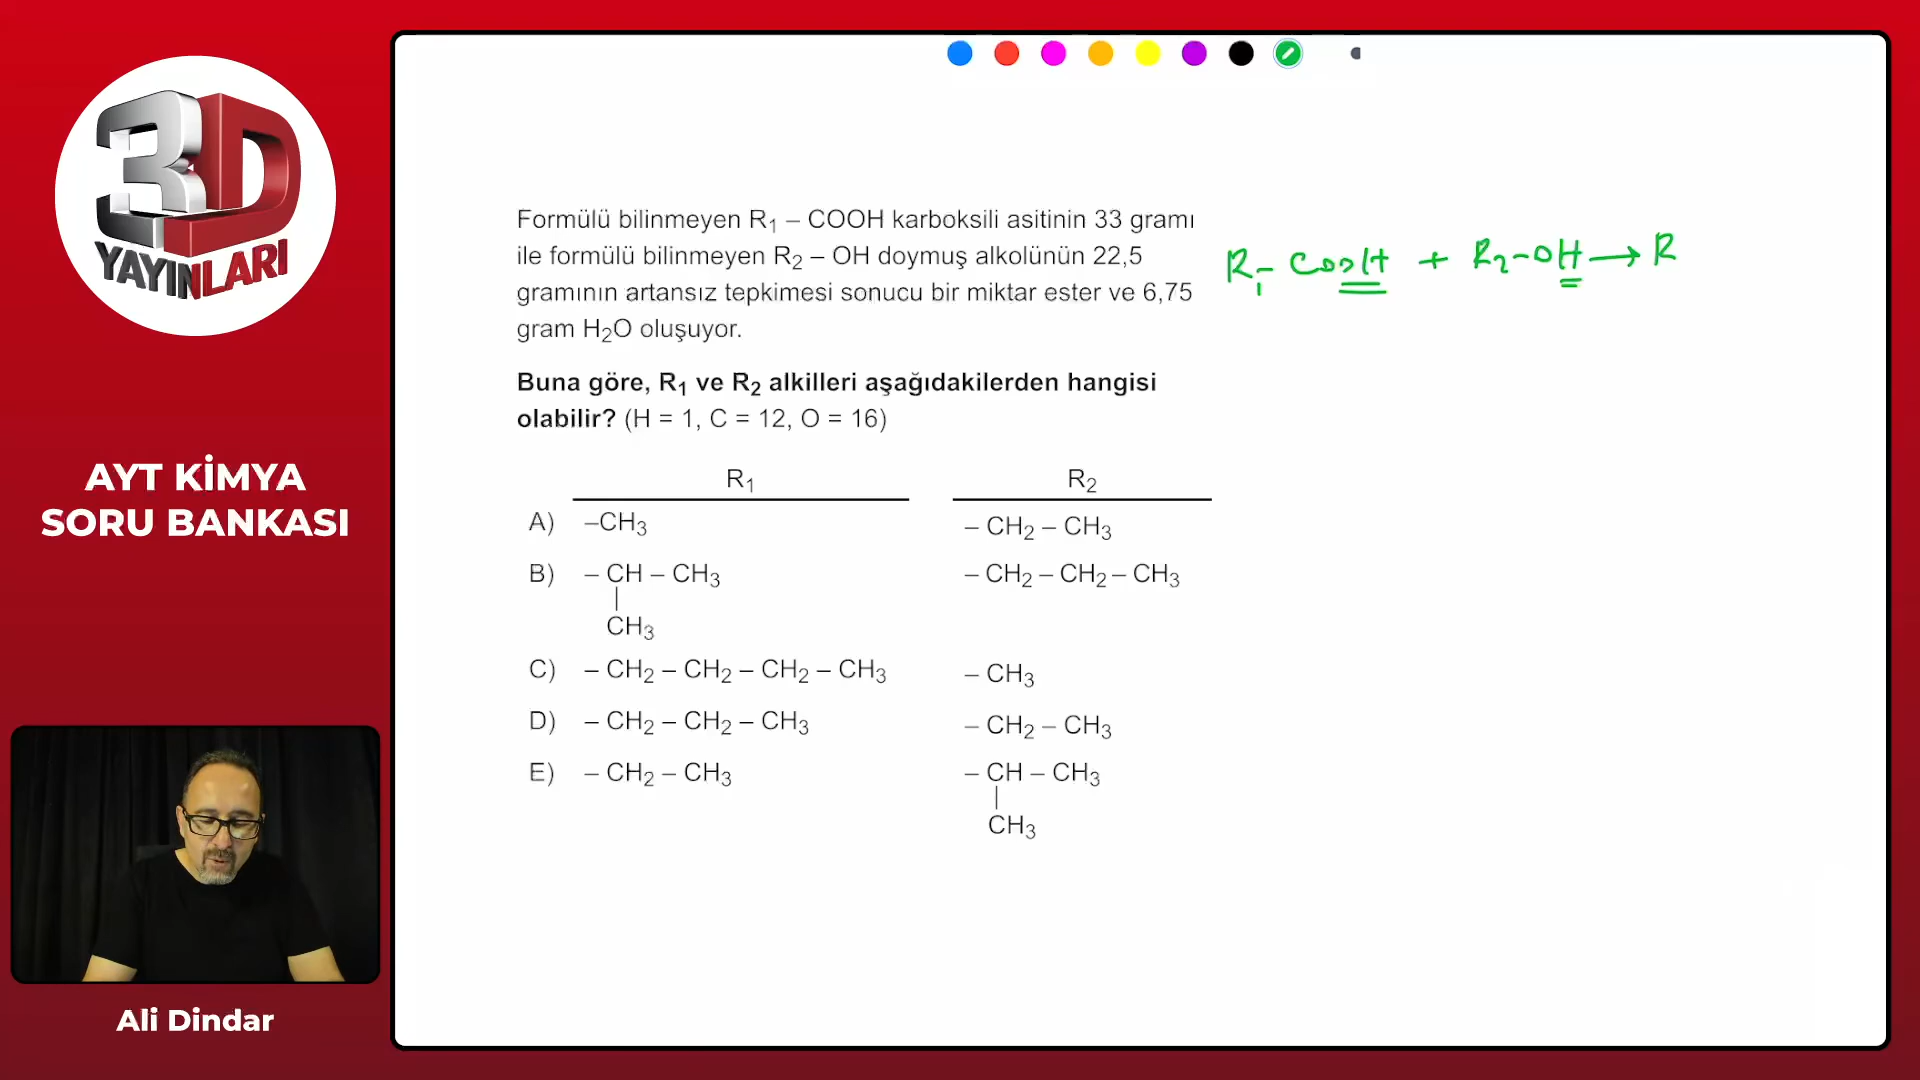 3D
YAYINLARI
AYT KİMYA
SORU BANKASI
Ali Dindar
Formülü bilinmeyen R₁ – COOH karboksili asitinin 33 gramı
ile formülü bilinmeyen R₂ – OH doymuş alkolünün 22,5
gramının artansız tepkimesi sonucu bir miktar ester ve 6,75
gram H₂O oluşuyor.
Buna göre, R₁ ve R₂ alkilleri aşağıdakilerden hangisi
olabilir? (H = 1, C = 12, O = 16)
R₁ R₂
A) –CH₃ – CH₂ – CH₃
B) – CH – CH₃ – CH₂ – CH₂ – CH₃
|
CH₃
C) – CH₂ – CH₂ – CH₂ – CH₃ – CH₃
D) – CH₂ – CH₂ – CH₃ – CH₂ – CH₃
E) – CH₂ – CH₃ – CH – CH₃
|
CH₃
R₁– COOH + R₂–OH → R